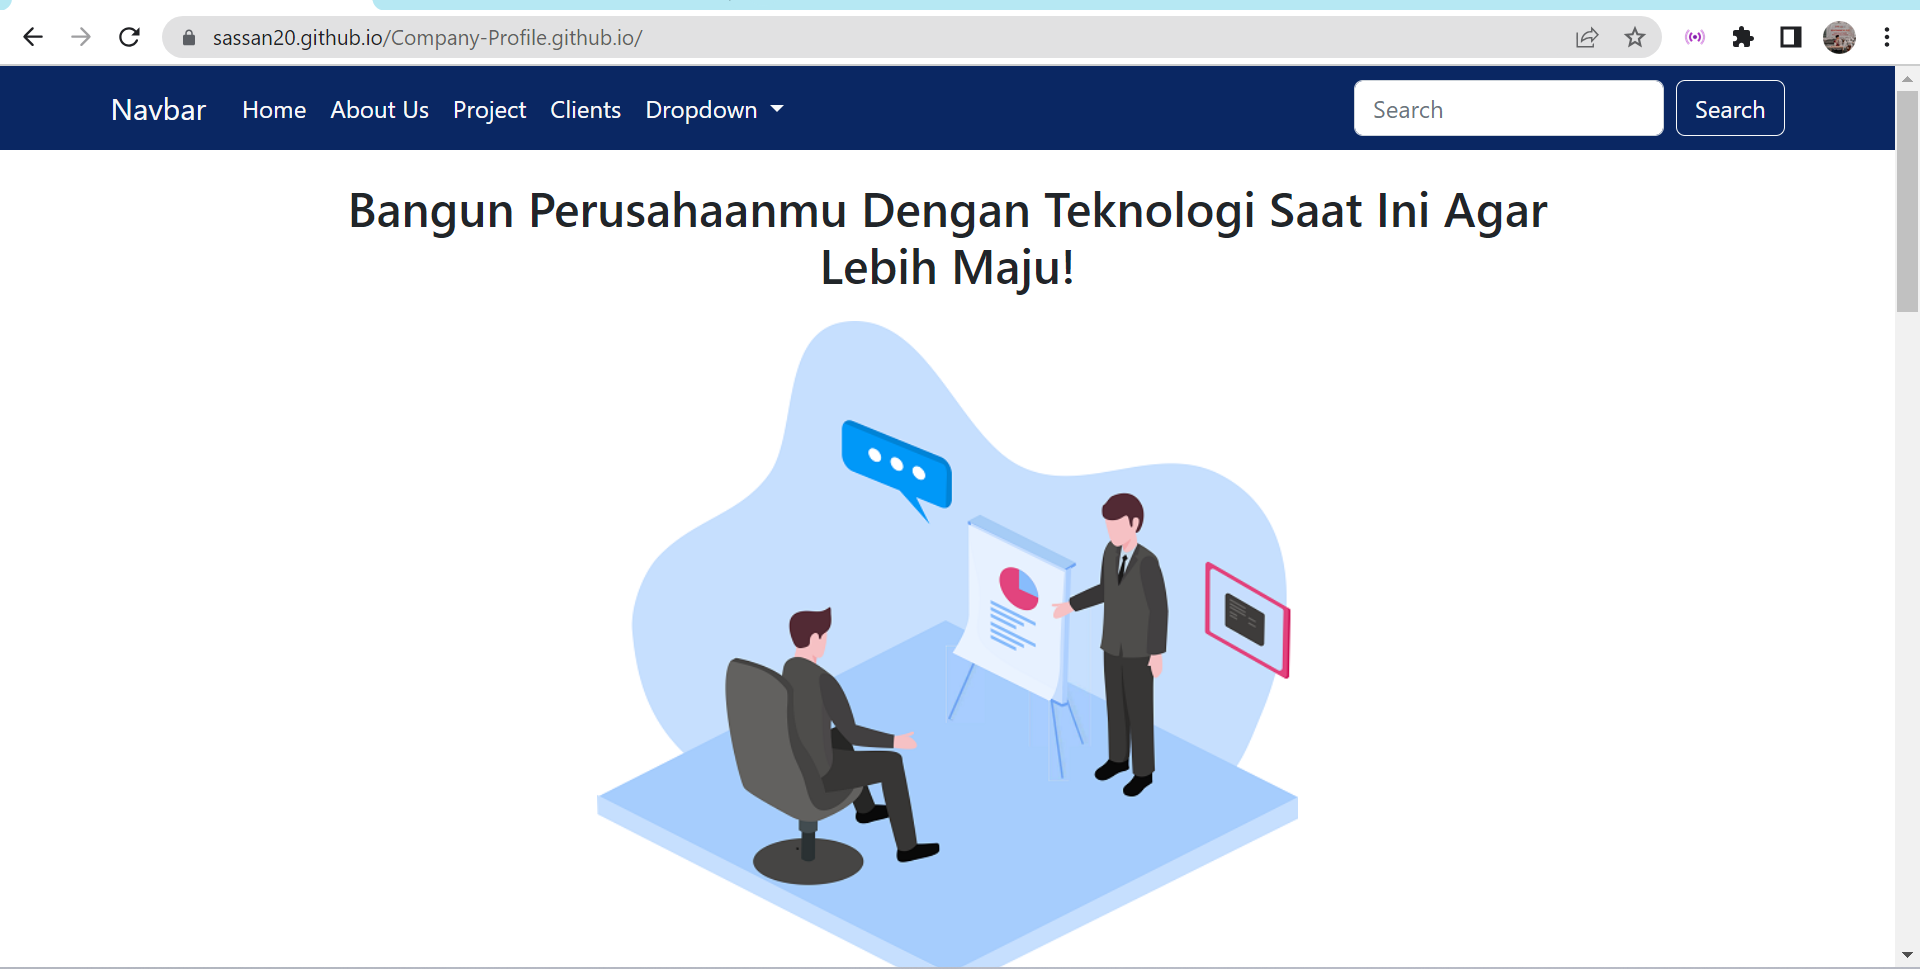 sassan20.github.io/Company-Profile.github.io/
Navbar Home About Us Project Clients Dropdown Search Search
Bangun Perusahaanmu Dengan Teknologi Saat Ini Agar
Lebih Maju!